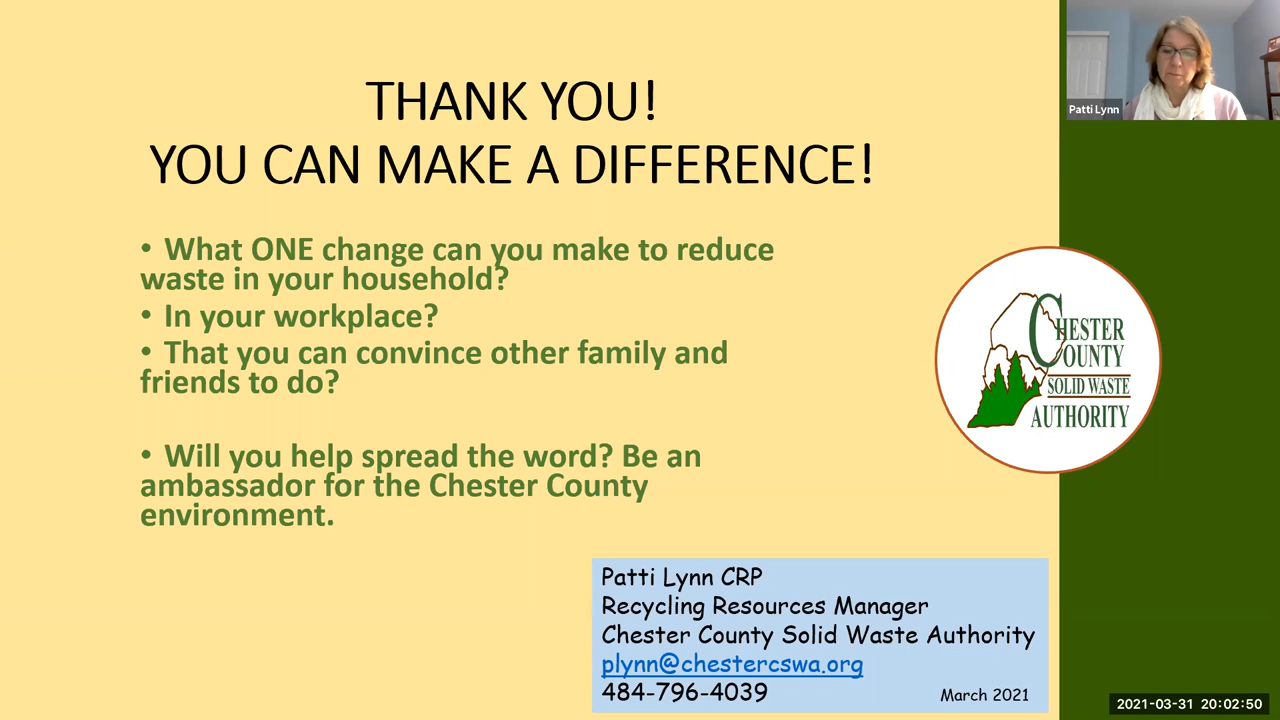 THANK YOU!
YOU CAN MAKE A DIFFERENCE!
• What ONE change can you make to reduce
waste in your household?
• In your workplace?
• That you can convince other family and
friends to do?
• Will you help spread the word? Be an
ambassador for the Chester County
environment.
Patti Lynn CRP
Recycling Resources Manager
Chester County Solid Waste Authority
plynn@chestercswa.org
484-796-4039
March 2021
CHESTER
COUNTY
SOLID WASTE
AUTHORITY
Patti Lynn
2021-03-31 20:02:50